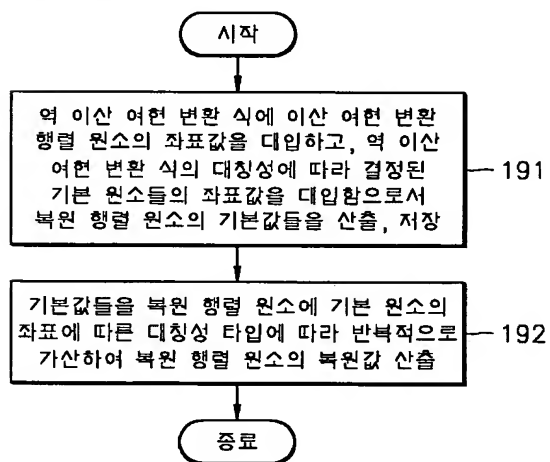 시작
역 이산 여현 변환 식에 이산 여현 변환
행렬 원소의 좌표값을 대입하고, 역 이산
여현 변환 식의 대칭성에 따라 결정된
기본 원소들의 좌표값을 대입함으로서
복원 행렬 원소의 기본값들을 산출, 저장
191
기본값들을 복원 행렬 원소에 기본 원소의
좌표에 따른 대칭성 타입에 따라 반복적으로
가산하여 복원 행렬 원소의 복원값 산출
192
종료